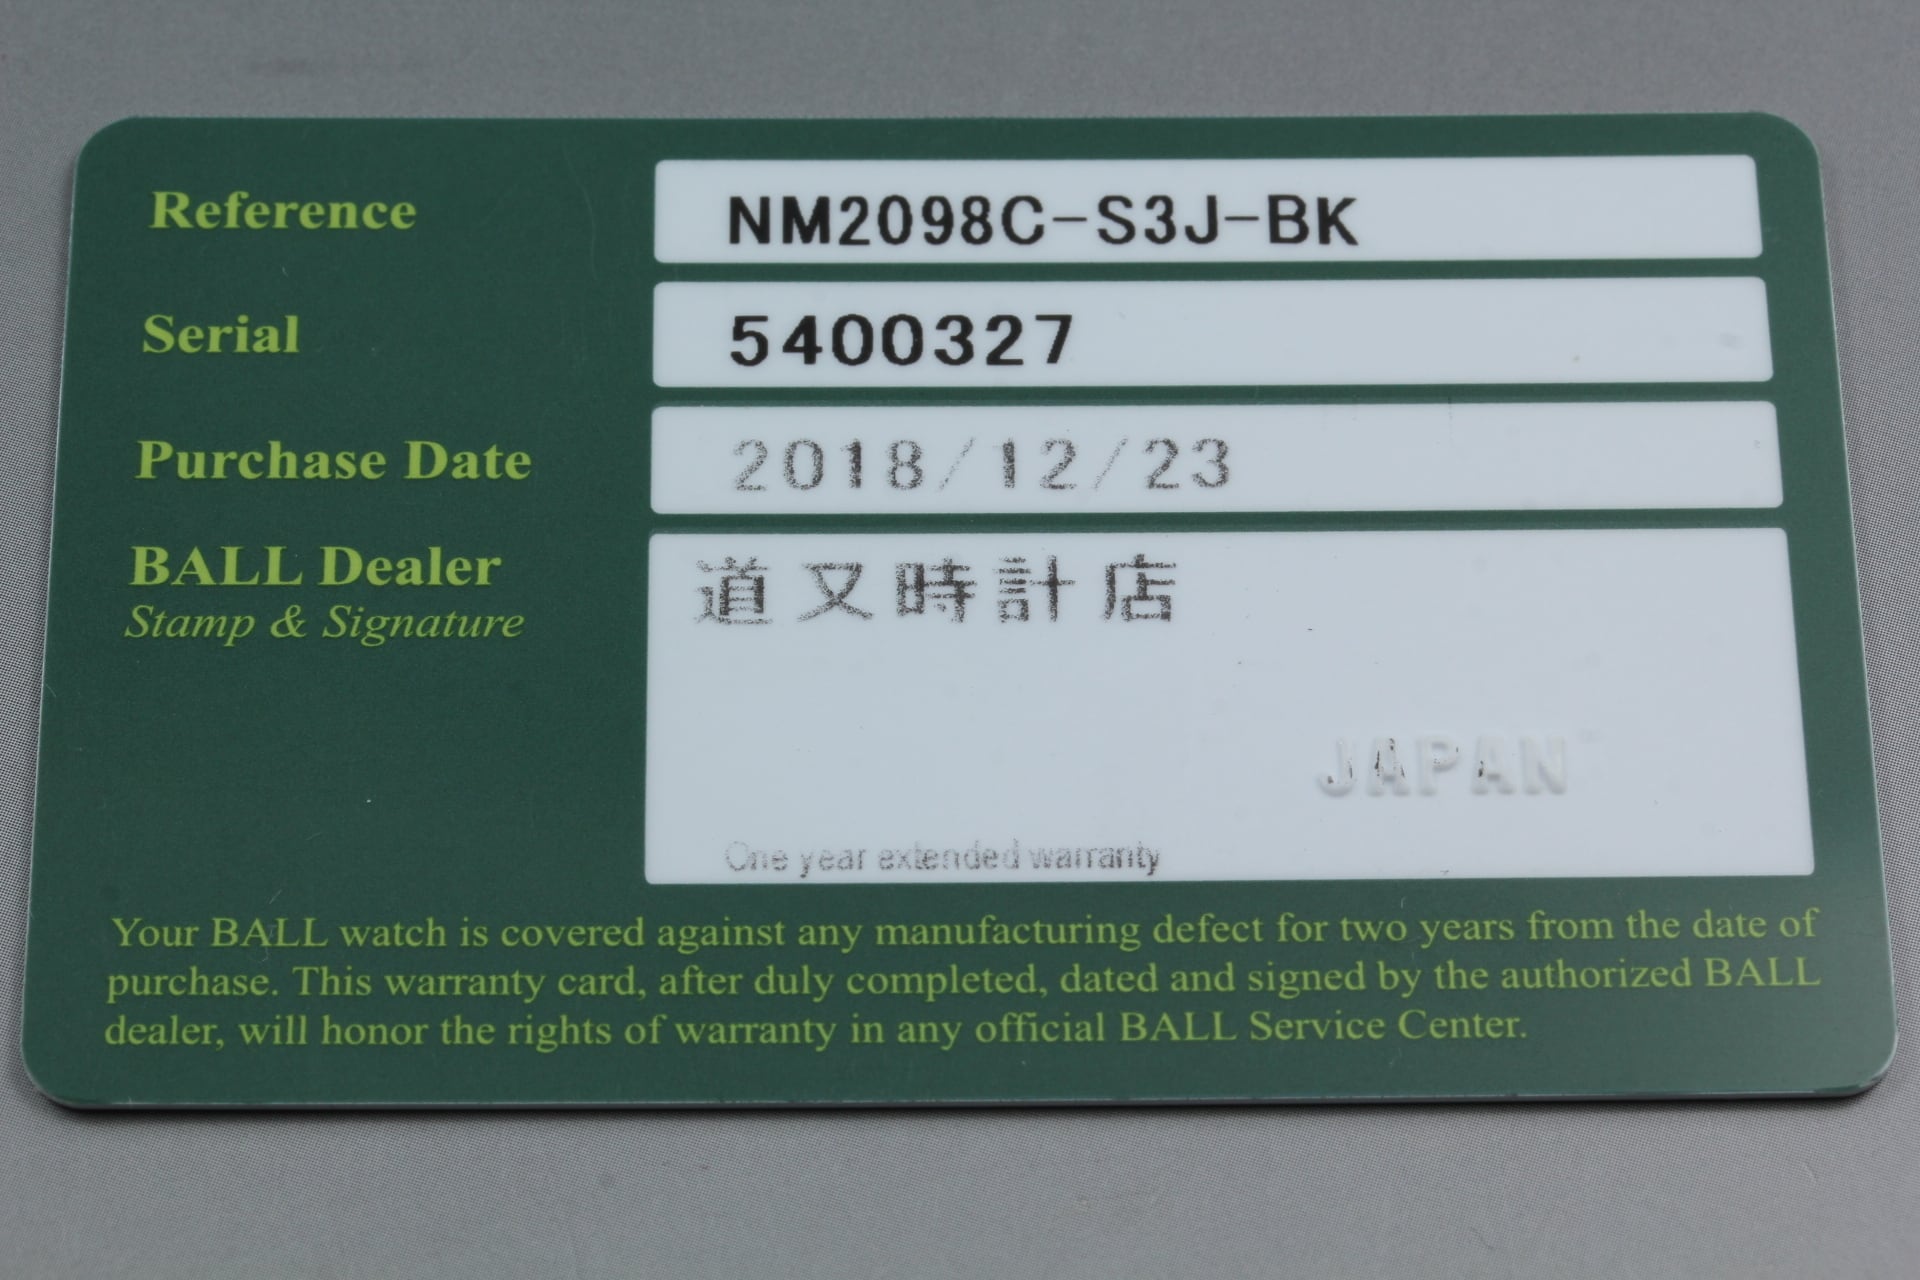 Reference NM2098C-S3J-BK
Serial 5400327
Purchase Date 2018/12/23
BALL Dealer 道又時計店
Stamp & Signature
JAPAN
One year extended warranty
Your BALL watch is covered against any manufacturing defect for two years from the date of
purchase. This warranty card, after duly completed, dated and signed by the authorized BALL
dealer, will honor the rights of warranty in any official BALL Service Center.